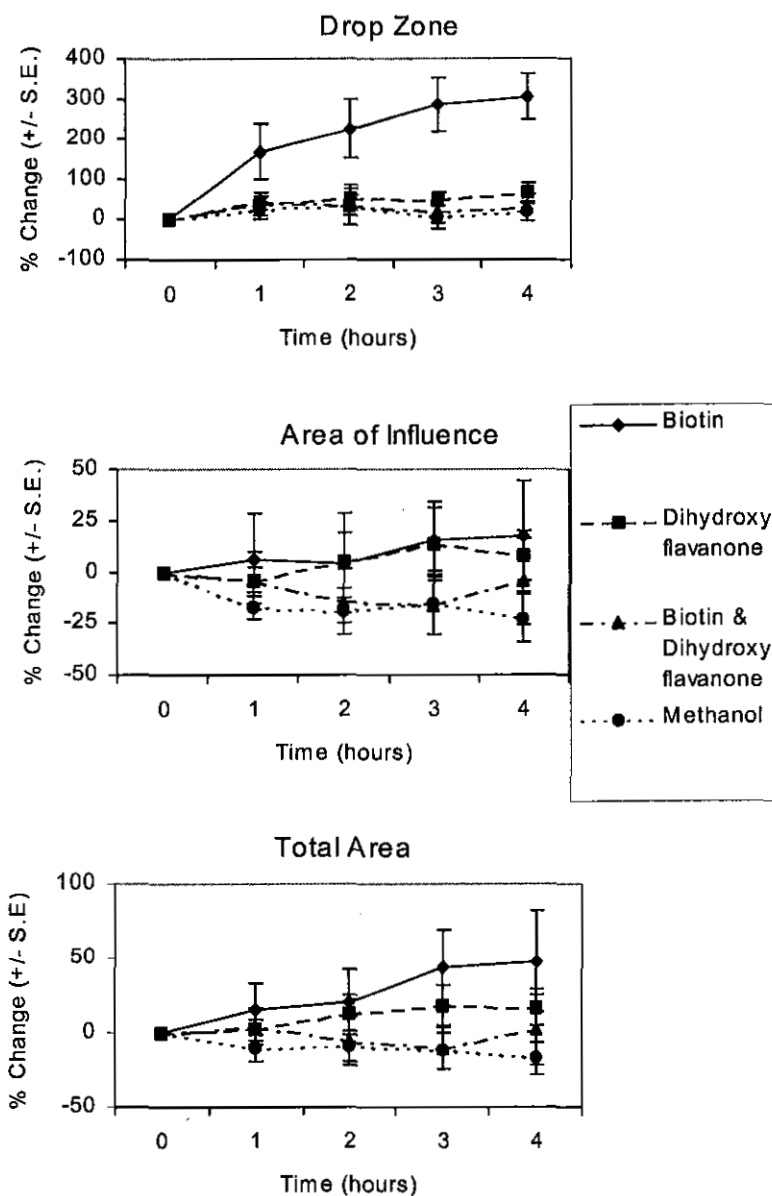 Drop Zone
400
300
200
100
0
-100
% Change (+/- S.E.)
0 1 2 3 4
Time (hours)
Area of Influence
50
25
0
-25
-50
% Change (+/- S.E.)
0 1 2 3 4
Time (hours)
Biotin
Dihydroxy
flavanone
Biotin &
Dihydroxy
flavanone
Methanol
Total Area
100
50
0
-50
% Change (+/- S.E)
0 1 2 3 4
Time (hours)